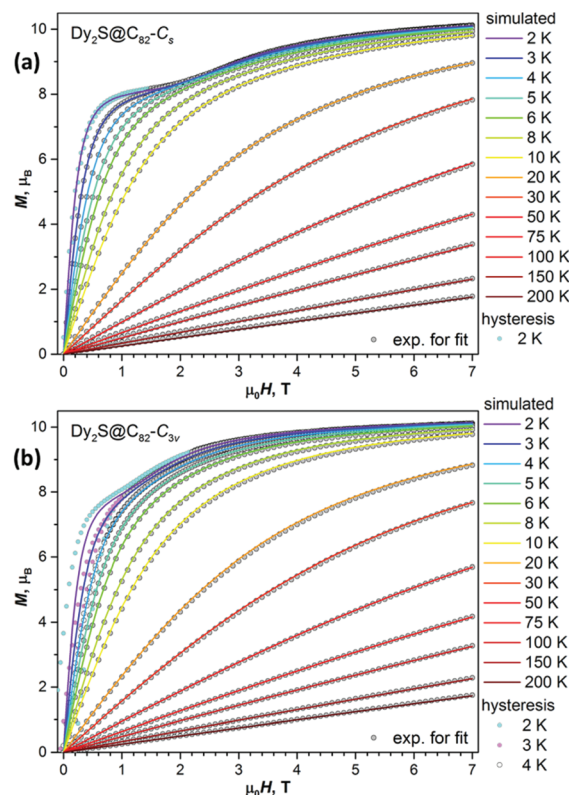 (a)
Dy₂S@C₈₂-Cₛ
M, μ_B
10
8
6
4
2
0
0 1 2 3 4 5 6 7
μ₀H, T
exp. for fit
simulated
2 K
3 K
4 K
5 K
6 K
8 K
10 K
20 K
30 K
50 K
75 K
100 K
150 K
200 K
hysteresis
2 K
(b)
Dy₂S@C₈₂-C₃ᵥ
M, μ_B
10
8
6
4
2
0
0 1 2 3 4 5 6 7
μ₀H, T
exp. for fit
simulated
2 K
3 K
4 K
5 K
6 K
8 K
10 K
20 K
30 K
50 K
75 K
100 K
150 K
200 K
hysteresis
2 K
3 K
4 K